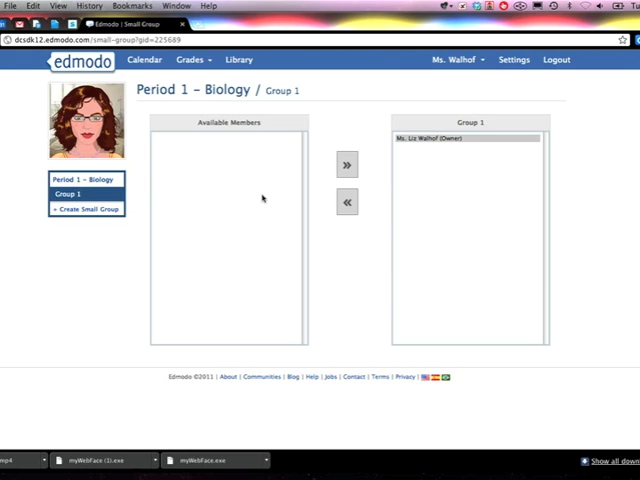 File Edit View History Bookmarks Window Help
Edmodo | Small Group
dcsdk12.edmodo.com/small-group?gid=225689
edmodo Calendar Grades Library Ms. Walhof Settings Logout
Period 1 – Biology / Group 1
Available Members Group 1
Ms. Liz Walhof (Owner)
Period 1 – Biology
Group 1
+ Create Small Group
Edmodo ©2011 | About | Communities | Blog | Help | Jobs | Contact | Terms | Privacy |
mp4 myWebFace (1).exe myWebFace.exe Show all down